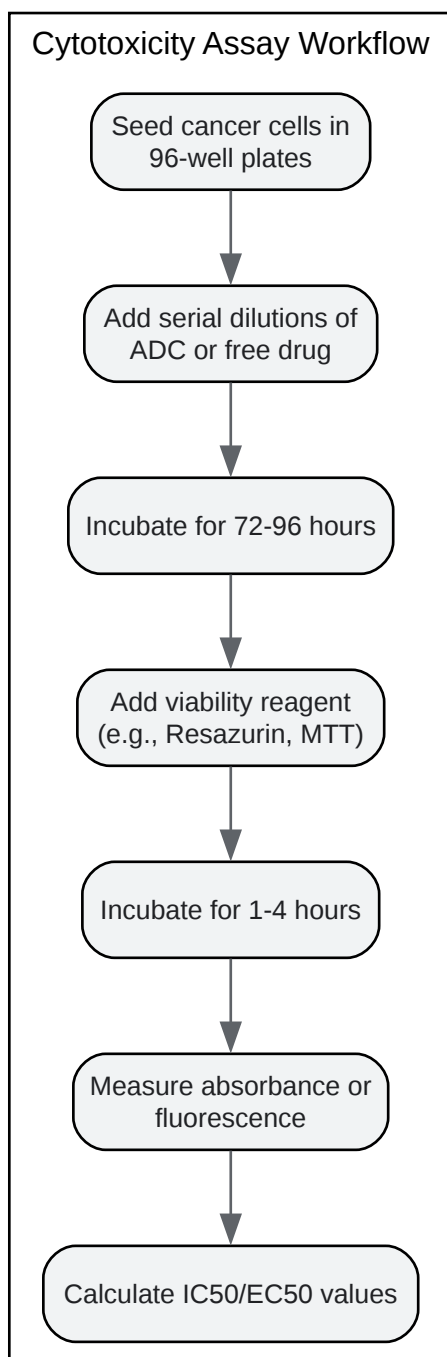 Cytotoxicity Assay Workflow
Seed cancer cells in
96-well plates
Add serial dilutions of
ADC or free drug
Incubate for 72-96 hours
Add viability reagent
(e.g., Resazurin, MTT)
Incubate for 1-4 hours
Measure absorbance or
fluorescence
Calculate IC50/EC50 values